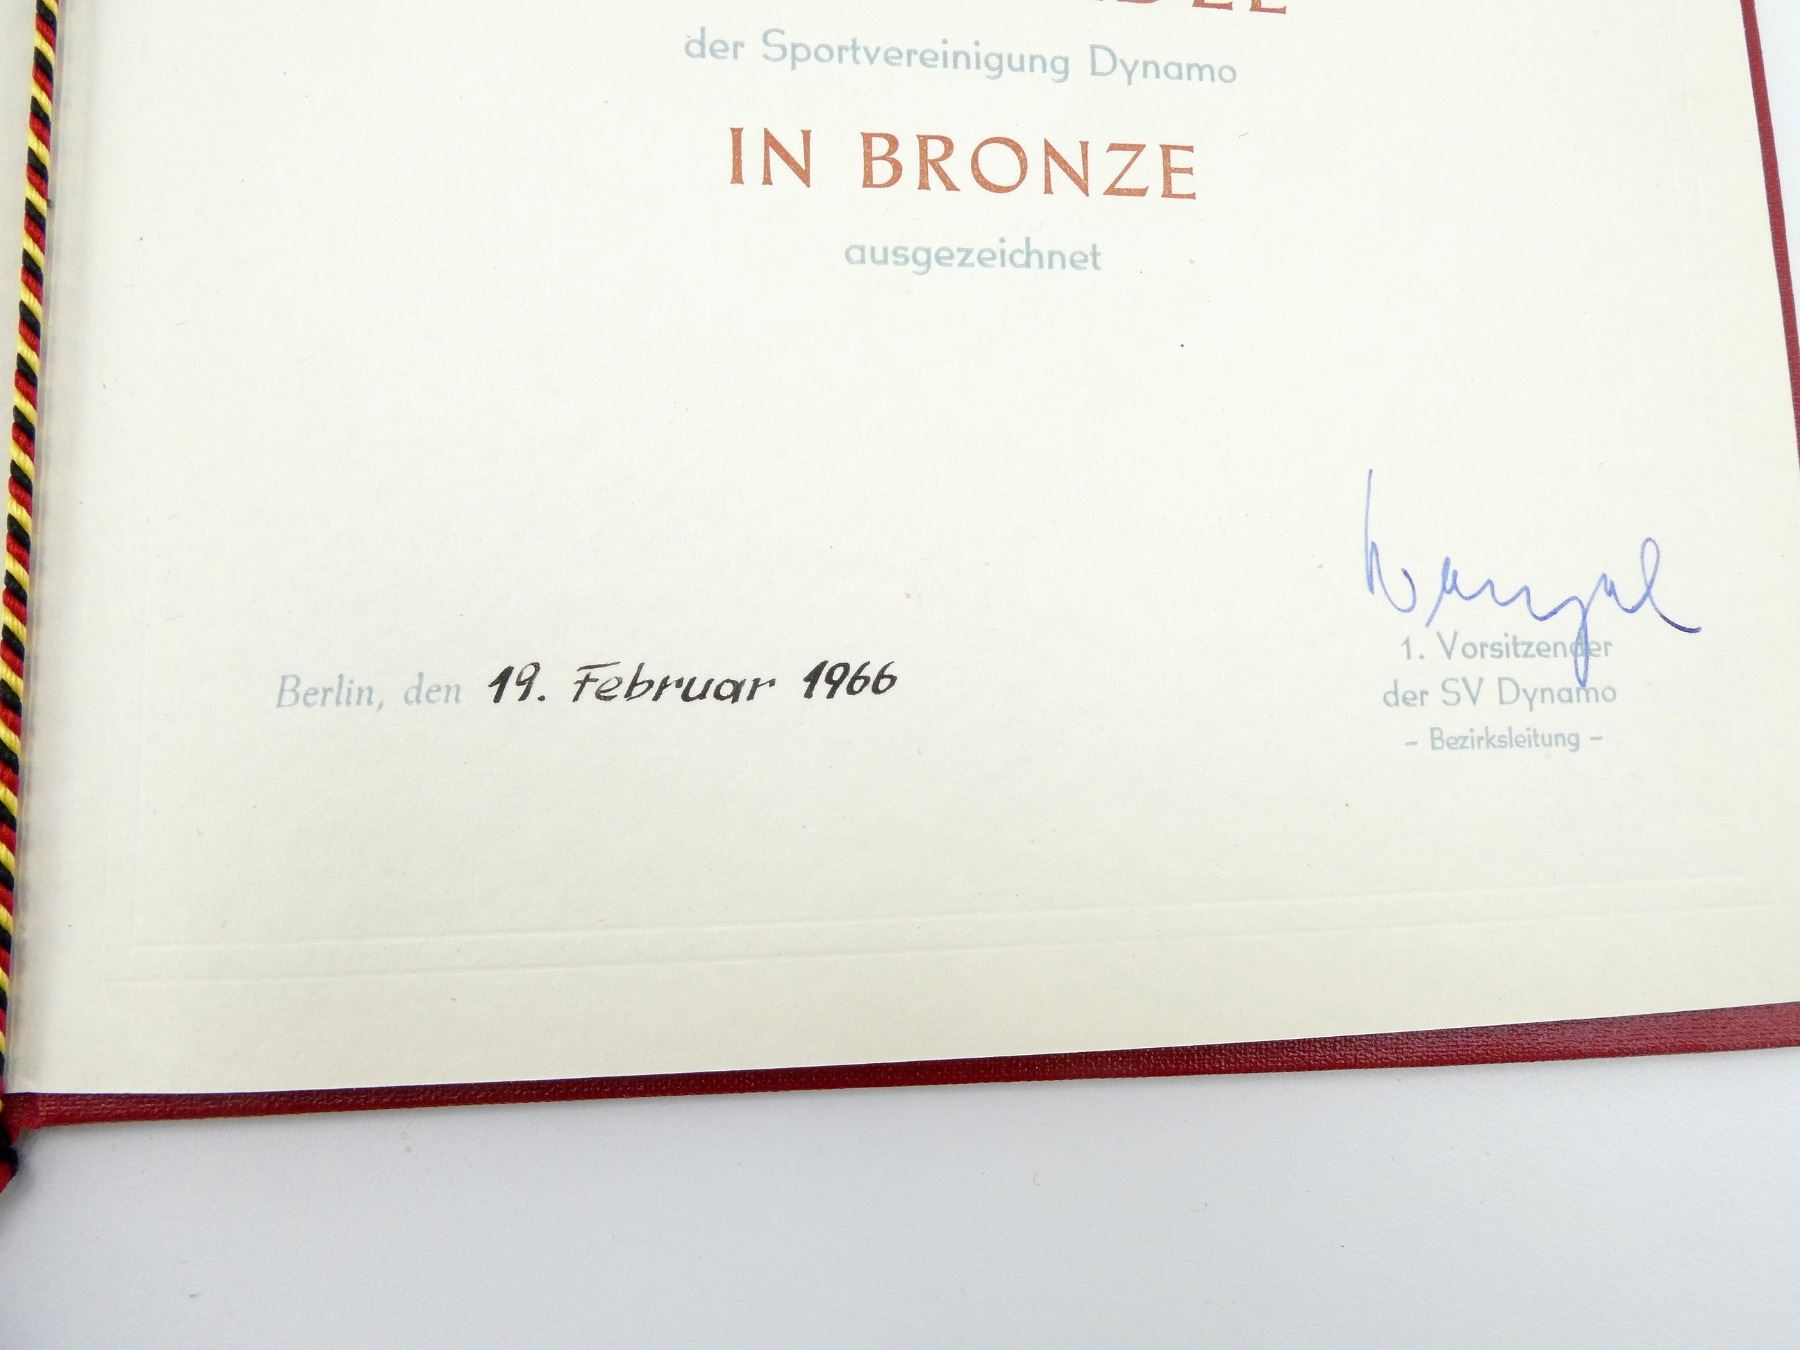 der Sportvereinigung Dynamo
IN BRONZE
ausgezeichnet
Berlin, den 19. Februar 1966
1. Vorsitzender
der SV Dynamo
- Bezirksleitung -